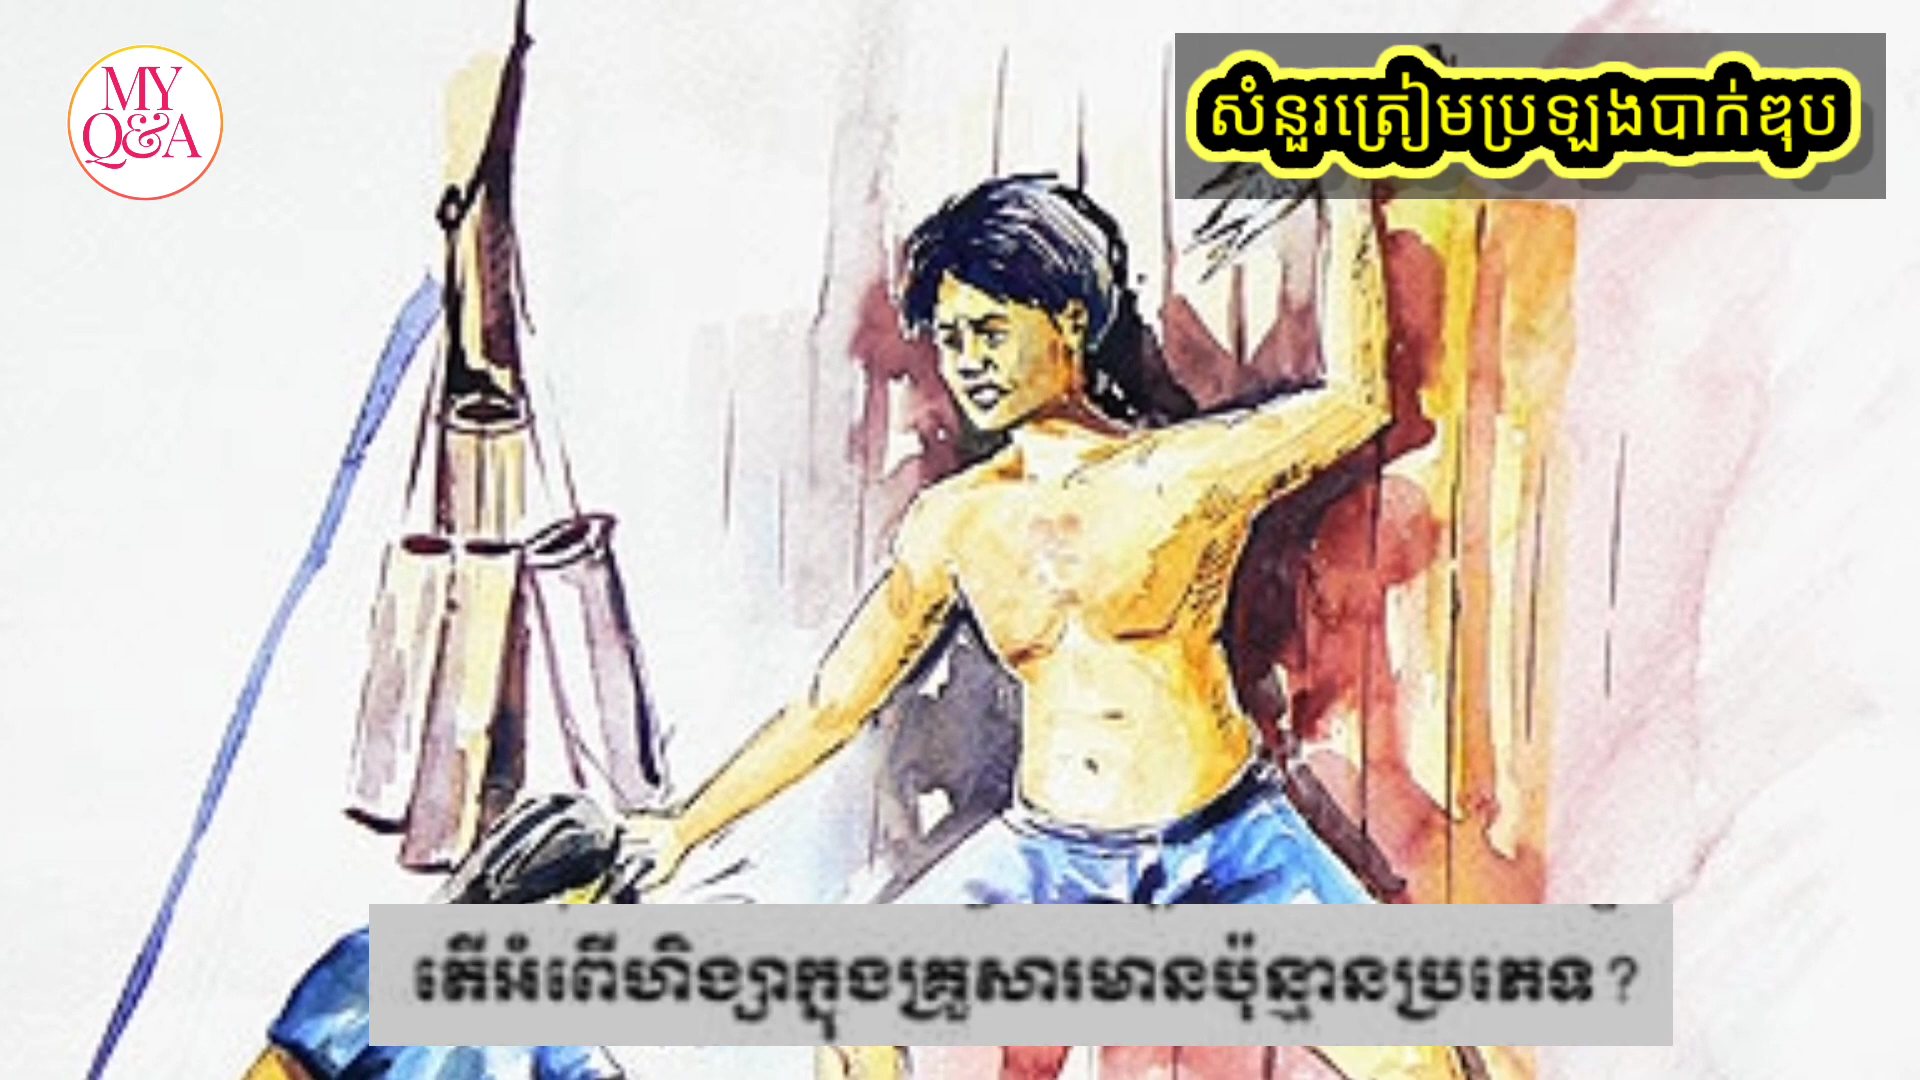 MY
Q&A
សំនួរត្រៀមប្រឡងបាក់ឌុប
តើអំពើហិង្សាក្នុងគ្រួសារមានប៉ុន្មានប្រភេទ?